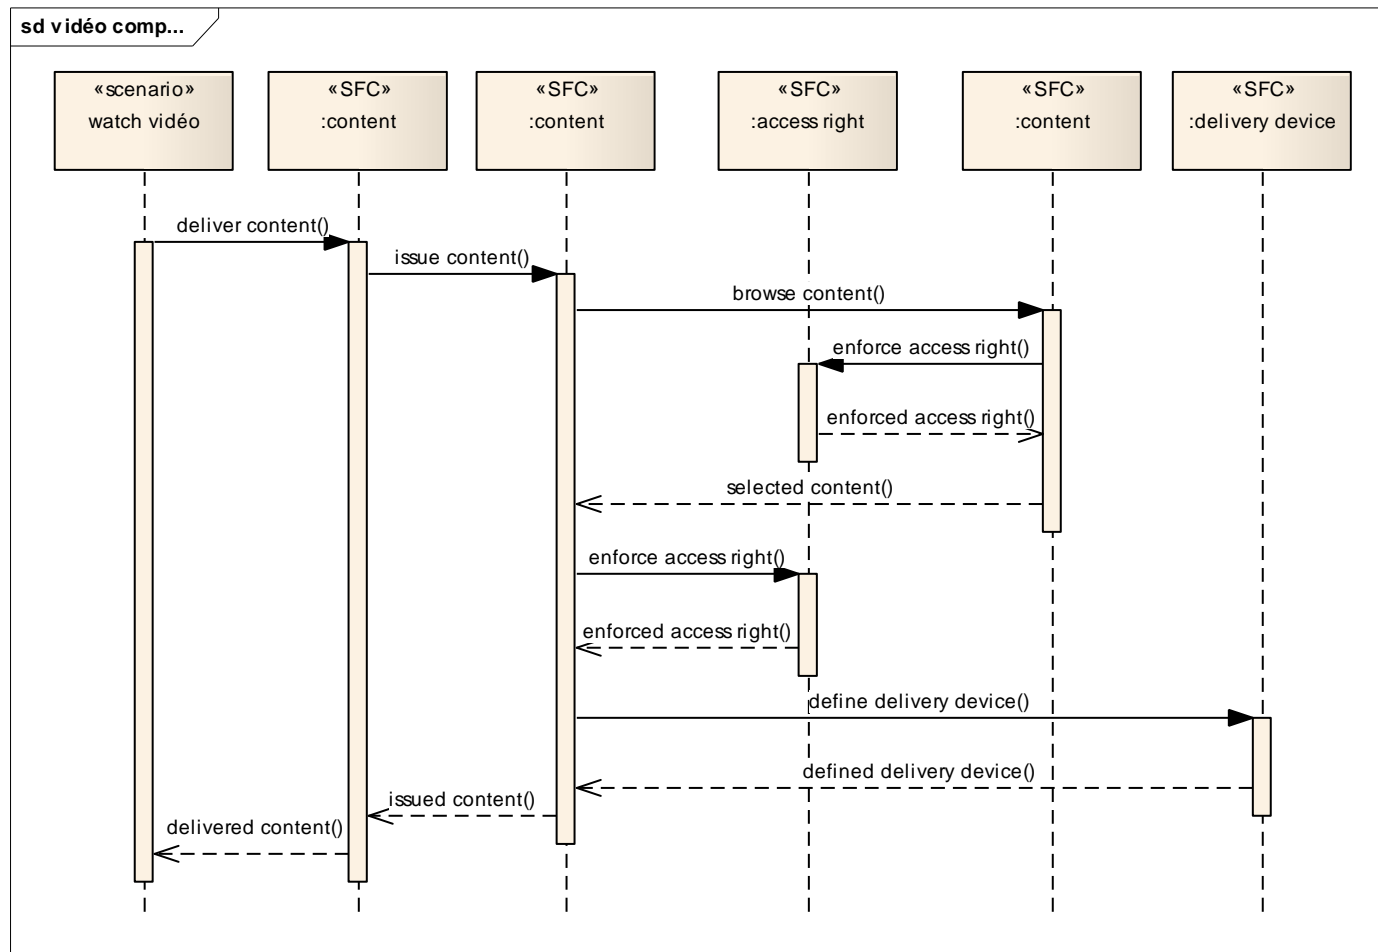 sd vidéo comp...
«scenario»
watch vidéo
«SFC»
:content
«SFC»
:content
«SFC»
:access right
«SFC»
:content
«SFC»
:delivery device
deliver content()
issue content()
browse content()
enforce access right()
enforced access right()
selected content()
enforce access right()
enforced access right()
define delivery device()
defined delivery device()
issued content()
delivered content()